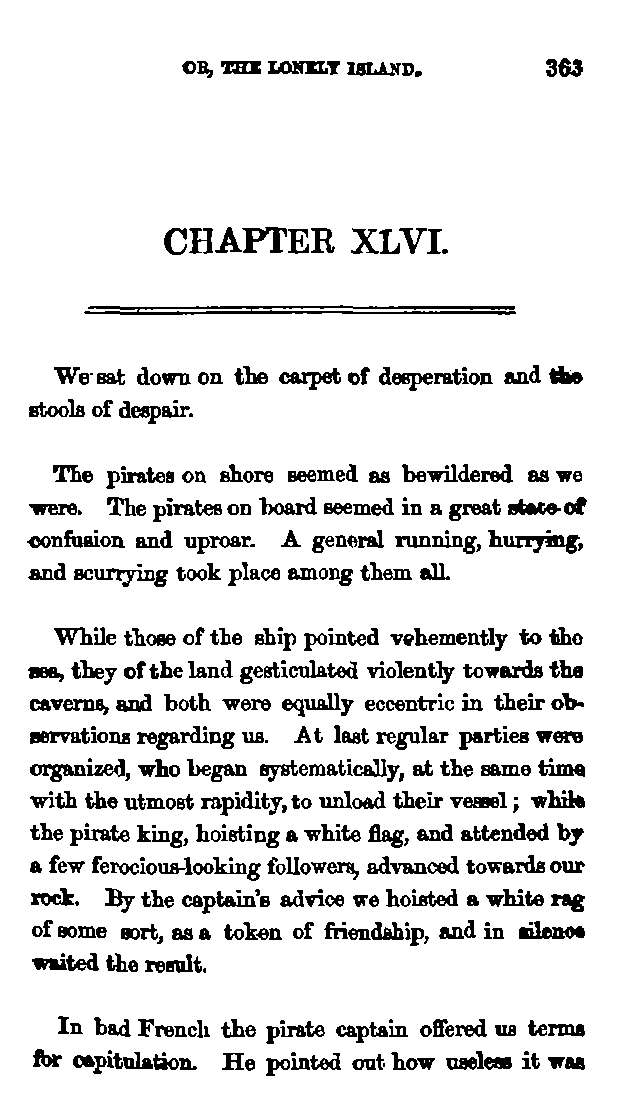 OR, THE LONELY ISLAND. 363
CHAPTER XLVI.
We sat down on the carpet of desperation and the
stools of despair.
The pirates on shore seemed as bewildered as we
were. The pirates on board seemed in a great state of
confusion and uproar. A general running, hurrying,
and scurrying took place among them all.
While those of the ship pointed vehemently to the
sea, they of the land gesticulated violently towards the
caverns, and both were equally eccentric in their ob-
servations regarding us. At last regular parties were
organized, who began systematically, at the same time
with the utmost rapidity, to unload their vessel; while
the pirate king, hoisting a white flag, and attended by
a few ferocious-looking followers, advanced towards our
rock. By the captain's advice we hoisted a white rag
of some sort, as a token of friendship, and in silence
waited the result.
In bad French the pirate captain offered us terms
for capitulation. He pointed out how useless it was